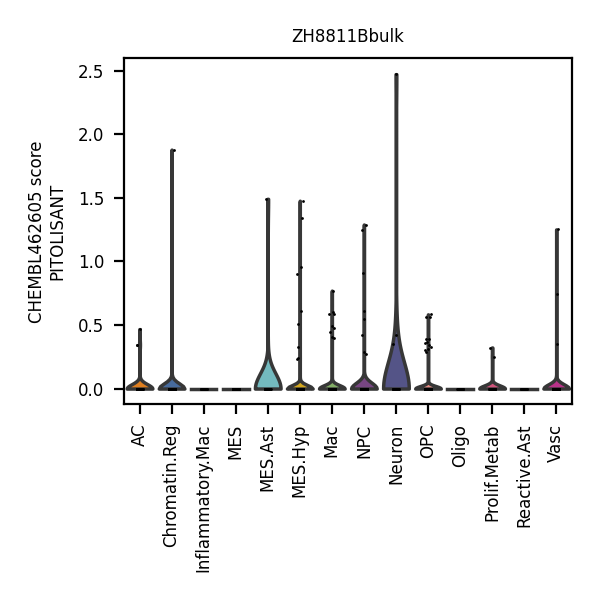 ZH8811Bbulk
CHEMBL462605 score
PITOLISANT
2.5
2.0
1.5
1.0
0.5
0.0
AC
Chromatin.Reg
Inflammatory.Mac
MES
MES.Ast
MES.Hyp
Mac
NPC
Neuron
OPC
Oligo
Prolif.Metab
Reactive.Ast
Vasc